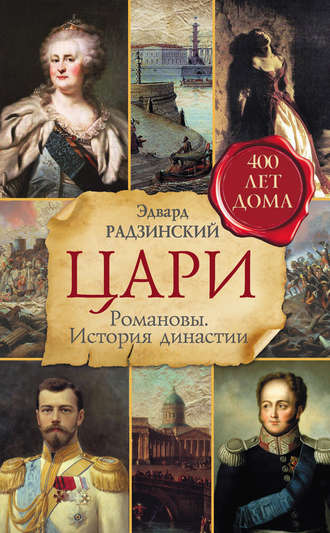 400
ЛЕТ
ДОМА
Эдвард
РАДЗИНСКИЙ
ЦАРИ
Романовы.
История династии